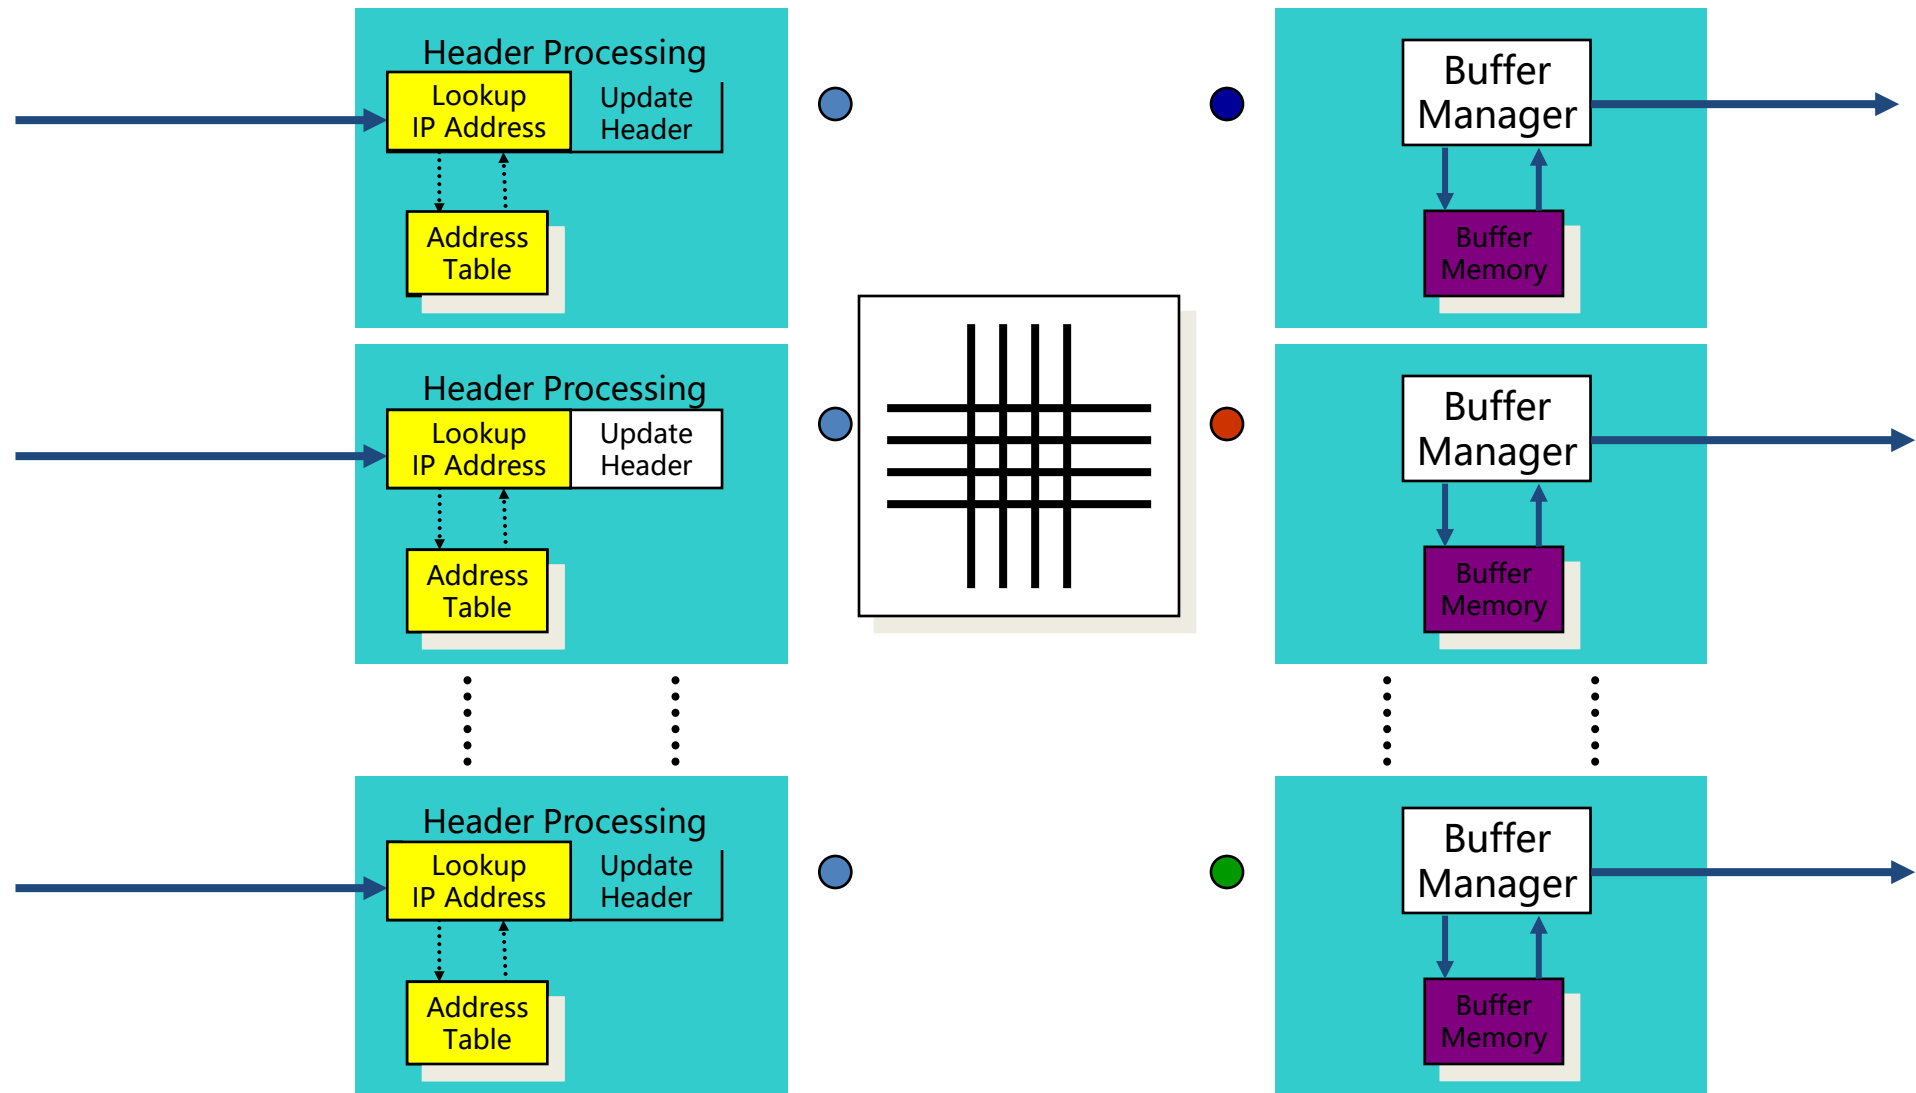 Header Processing
Lookup
IP Address
Update
Header
Address
Table
Buffer
Manager
Buffer
Memory
Header Processing
Lookup
IP Address
Update
Header
Address
Table
Buffer
Manager
Buffer
Memory
Header Processing
Lookup
IP Address
Update
Header
Address
Table
Buffer
Manager
Buffer
Memory